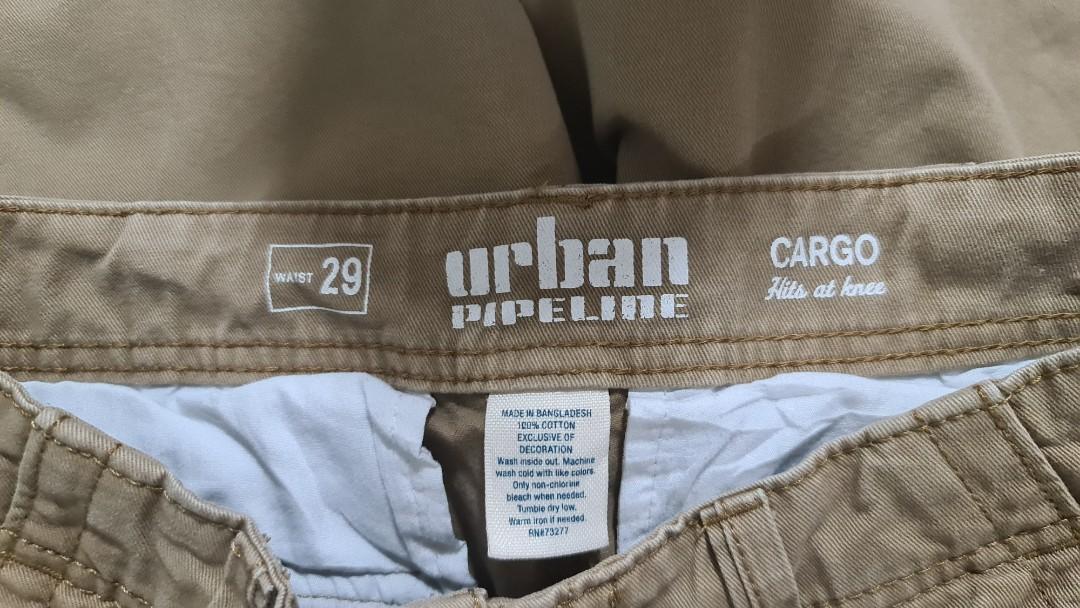 WAIST 29
urban
PIPELINE
CARGO
Hits at knee
MADE IN BANGLADESH
100% COTTON
EXCLUSIVE OF
DECORATION
Wash inside out. Machine
wash cold with like colors.
Only non-chlorine
bleach when needed.
Tumble dry low.
Warm iron if needed.
RN#73277